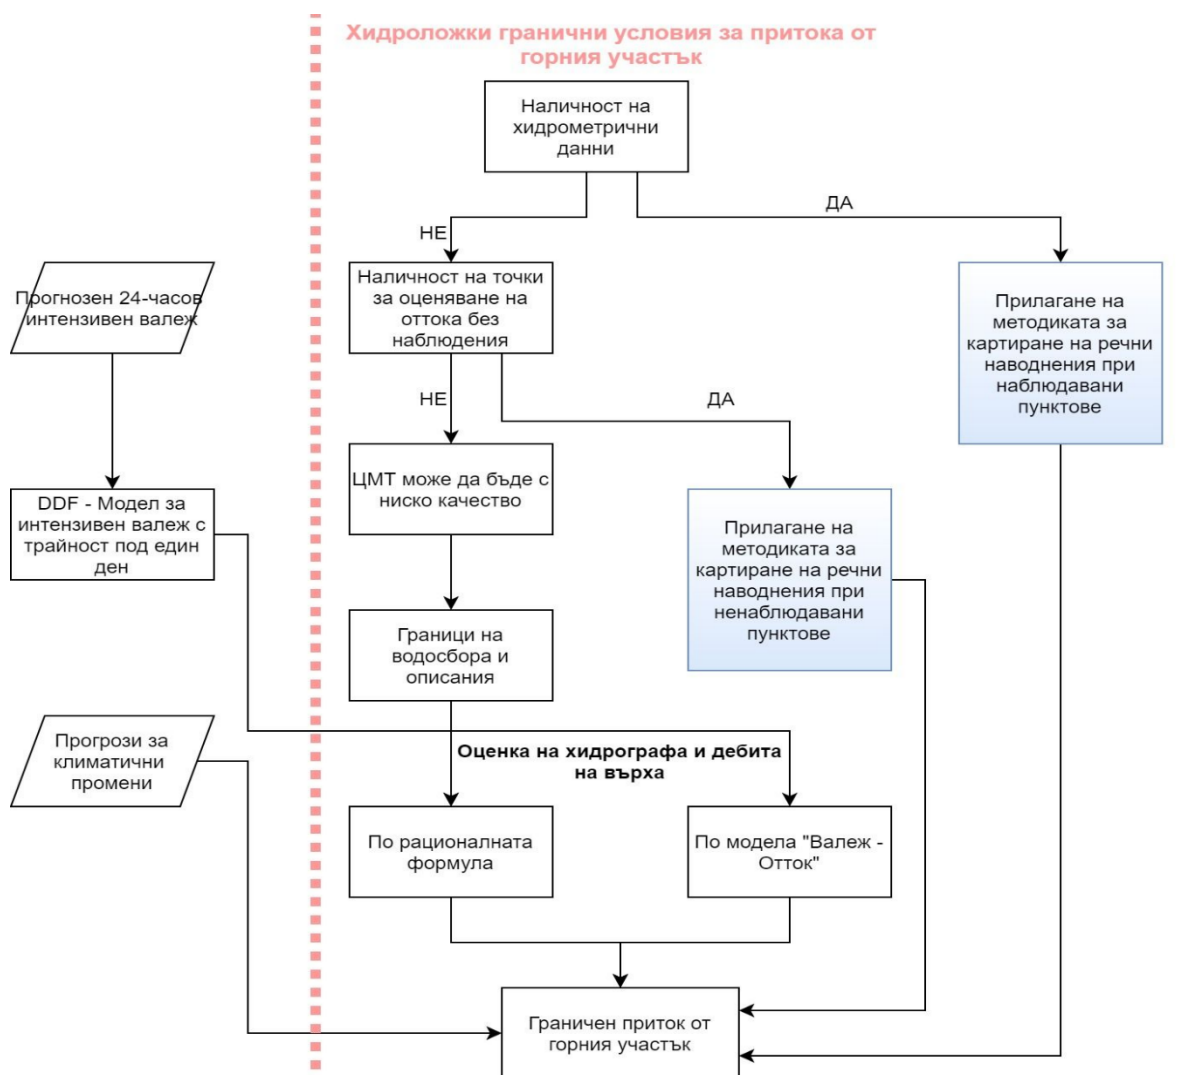 Хидроложки гранични условия за притока от
горния участък
Наличност на
хидрометрични
данни
ДА
НЕ
Прогнозен 24-часов
интензивен валеж
Наличност на точки
за оценяване на
оттока без
наблюдения
Прилагане на
методиката за
картиране на речни
наводнения при
наблюдавани
пунктове
НЕ
ДА
ЦМТ може да бъде с
ниско качество
DDF - Модел за
интензивен валеж с
трайност под един
ден
Прилагане на
методиката за
картиране на речни
наводнения при
ненаблюдавани
пунктове
Граници на
водосбора и
описания
Прогрози за
климатични
промени
Оценка на хидрографа и дебита
на върха
По рационалната
формула
По модела "Валеж -
Отток"
Граничен приток от
горния участък